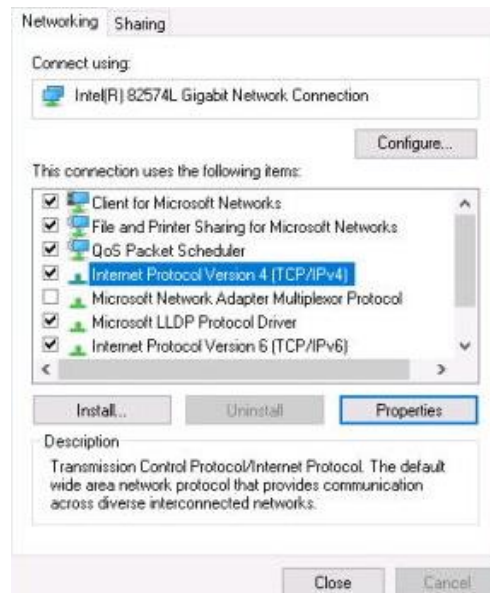 Networking Sharing
Connect using:
Intel(R) 82574L Gigabit Network Connection
Configure...
This connection uses the following items:
Client for Microsoft Networks
File and Printer Sharing for Microsoft Networks
QoS Packet Scheduler
Internet Protocol Version 4 (TCP/IPv4)
Microsoft Network Adapter Multiplexor Protocol
Microsoft LLDP Protocol Driver
Internet Protocol Version 6 (TCP/IPv6)
Install... Uninstall Properties
Description
Transmission Control Protocol/Internet Protocol. The default
wide area network protocol that provides communication
across diverse interconnected networks.
Close Cancel